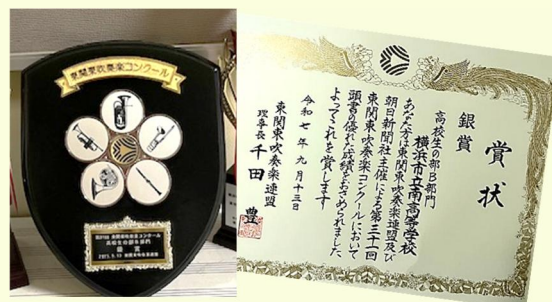 東関東吹奏楽コンクール
賞状
銀賞
高校生の部B部門
横浜市立南高等学校
あなた方は東関東吹奏楽連盟及び
朝日新聞社主催による第三十一回
東関東吹奏楽コンクールにおいて
頭書の優れた成績をおさめられました
よってこれを賞します
令和七年九月十三日
東関東吹奏楽連盟
理事長 千田 豊